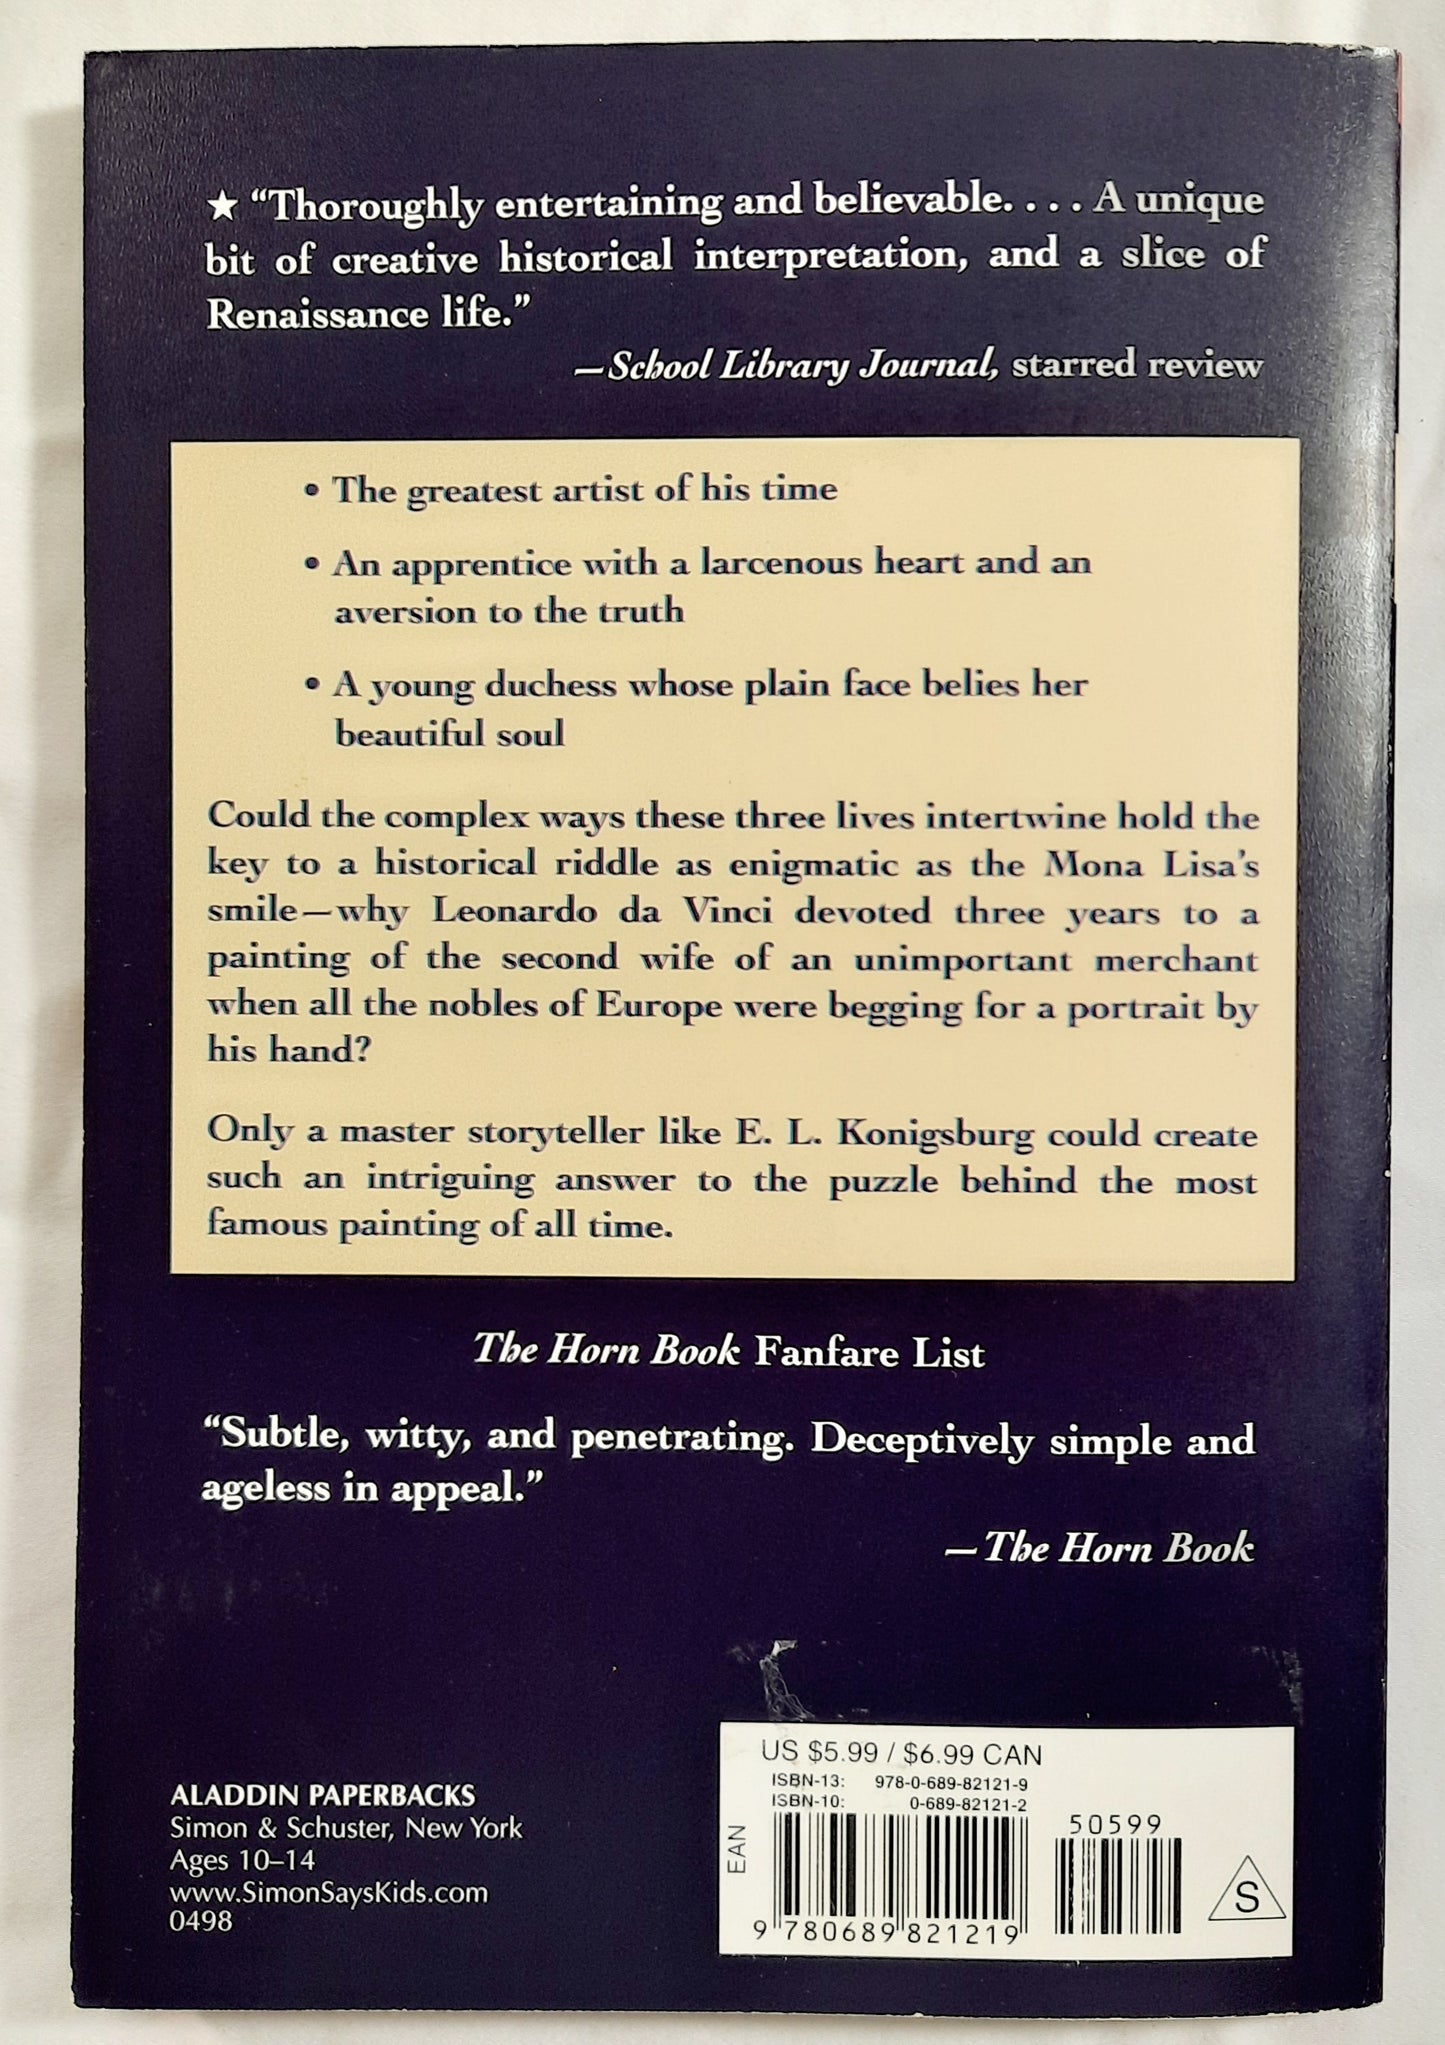 ★ “Thoroughly entertaining and believable. . . . A unique
bit of creative historical interpretation, and a slice of
Renaissance life.”
—School Library Journal, starred review
• The greatest artist of his time
• An apprentice with a larcenous heart and an
aversion to the truth
• A young duchess whose plain face belies her
beautiful soul
Could the complex ways these three lives intertwine hold the
key to a historical riddle as enigmatic as the Mona Lisa’s
smile—why Leonardo da Vinci devoted three years to a
painting of the second wife of an unimportant merchant
when all the nobles of Europe were begging for a portrait by
his hand?
Only a master storyteller like E. L. Konigsburg could create
such an intriguing answer to the puzzle behind the most
famous painting of all time.
The Horn Book Fanfare List
“Subtle, witty, and penetrating. Deceptively simple and
ageless in appeal.”
—The Horn Book
ALADDIN PAPERBACKS
Simon & Schuster, New York
Ages 10–14
www.SimonSaysKids.com
0498
US $5.99 / $6.99 CAN
ISBN-13: 978-0-689-82121-9
ISBN-10: 0-689-82121-2
50599
EAN
9 780689 821219
S